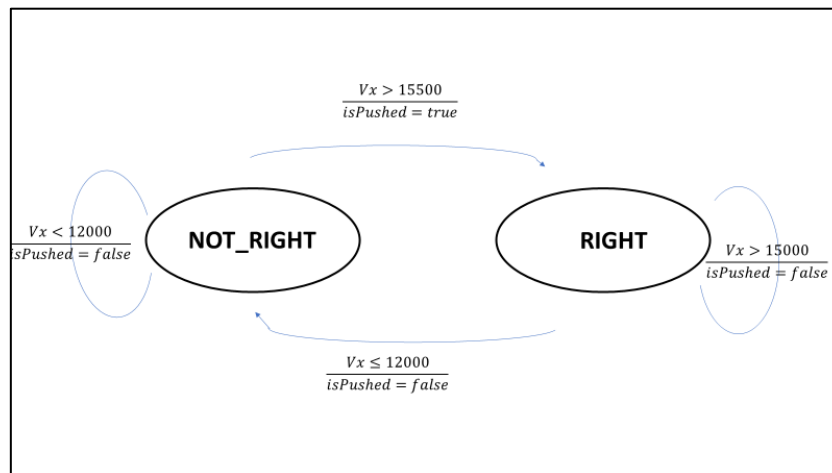 Vx > 15500
isPushed = true
Vx < 12000
isPushed = false
NOT_RIGHT
RIGHT
Vx > 15000
isPushed = false
Vx ≤ 12000
isPushed = false